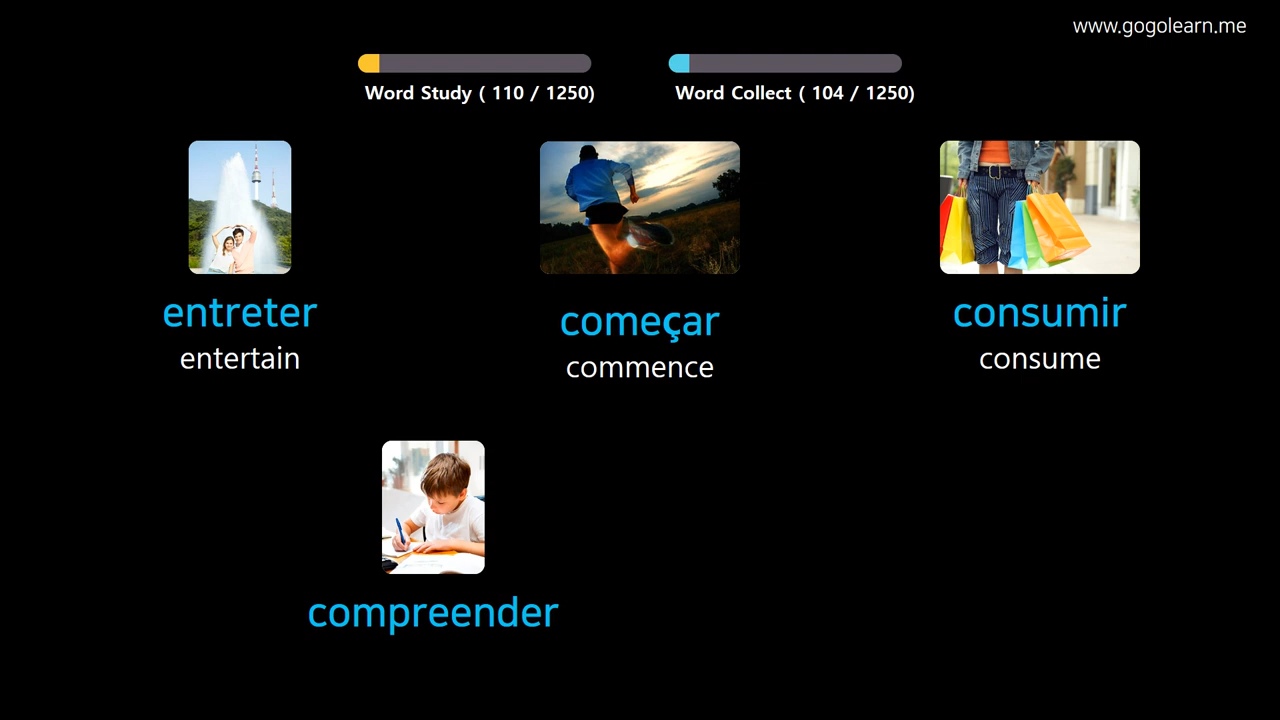 www.gogolearn.me
Word Study ( 110 / 1250)
Word Collect ( 104 / 1250)
entreter
entertain
começar
commence
consumir
consume
compreender